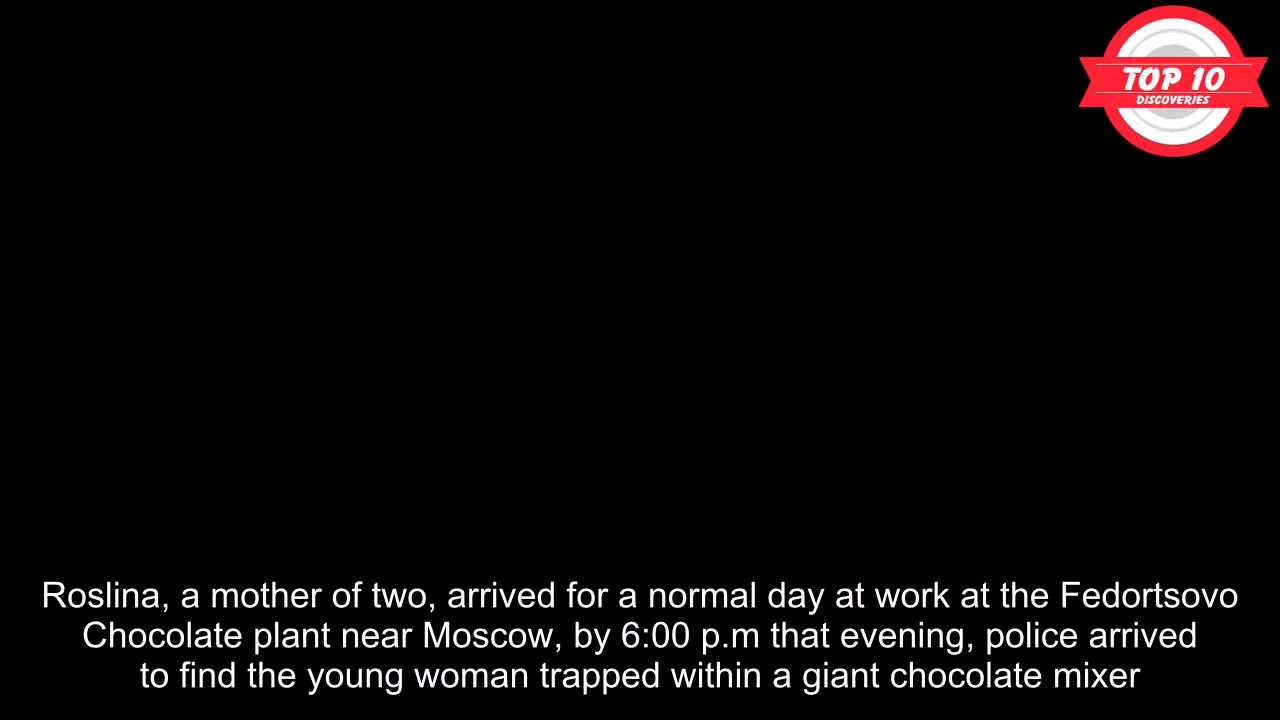 TOP 10
DISCOVERIES
Roslina, a mother of two, arrived for a normal day at work at the Fedortsovo
Chocolate plant near Moscow, by 6:00 p.m that evening, police arrived
to find the young woman trapped within a giant chocolate mixer